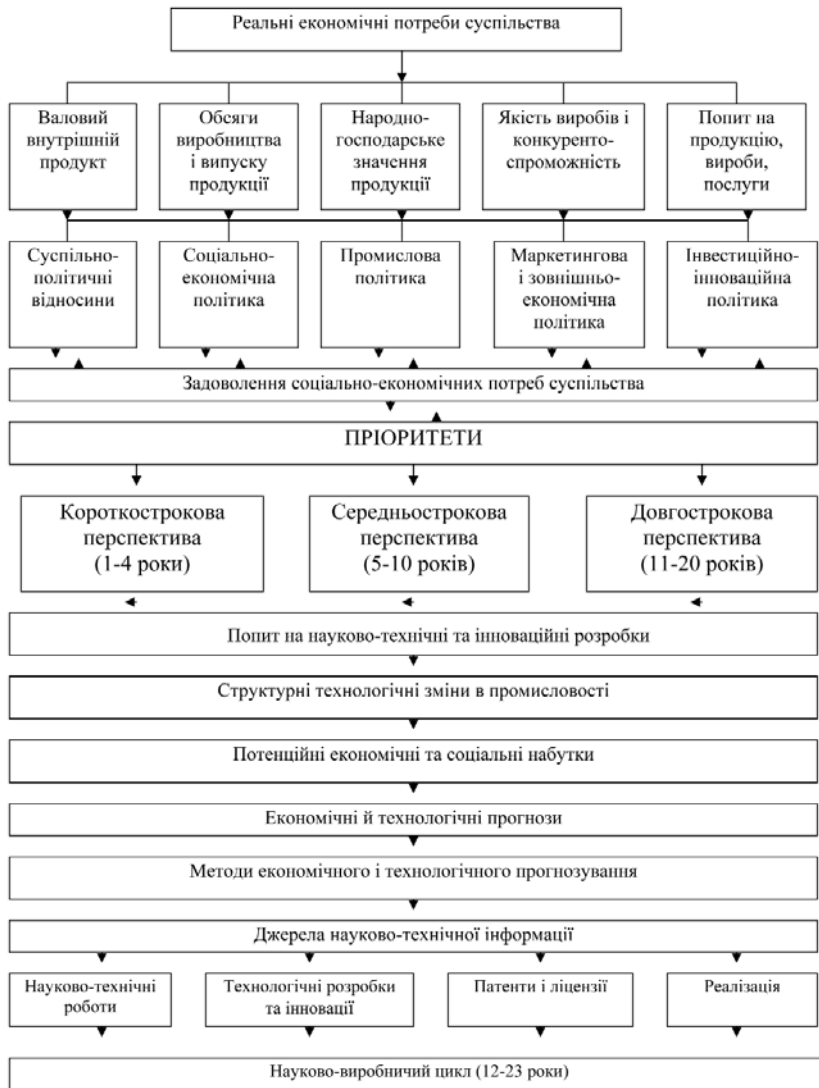 Реальні економічні потреби суспільства
Валовий
внутрішній
продукт
Обсяги
виробництва
і випуску
продукції
Народно-
господарське
значення
продукції
Якість виробів і
конкуренто-
спроможність
Попит на
продукцію,
вироби,
послуги
Суспільно-
політичні
відносини
Соціально-
економічна
політика
Промислова
політика
Маркетингова
і зовнішньо-
економічна
політика
Інвестиційно-
інноваційна
політика
Задоволення соціально-економічних потреб суспільства
ПРІОРИТЕТИ
Короткострокова
перспектива
(1-4 роки)
Середньострокова
перспектива
(5-10 років)
Довгострокова
перспектива
(11-20 років)
Попит на науково-технічні та інноваційні розробки
Структурні технологічні зміни в промисловості
Потенційні економічні та соціальні набутки
Економічні й технологічні прогнози
Методи економічного і технологічного прогнозування
Джерела науково-технічної інформації
Науково-технічні
роботи
Технологічні розробки
та інновації
Патенти і ліцензії
Реалізація
Науково-виробничий цикл (12-23 роки)